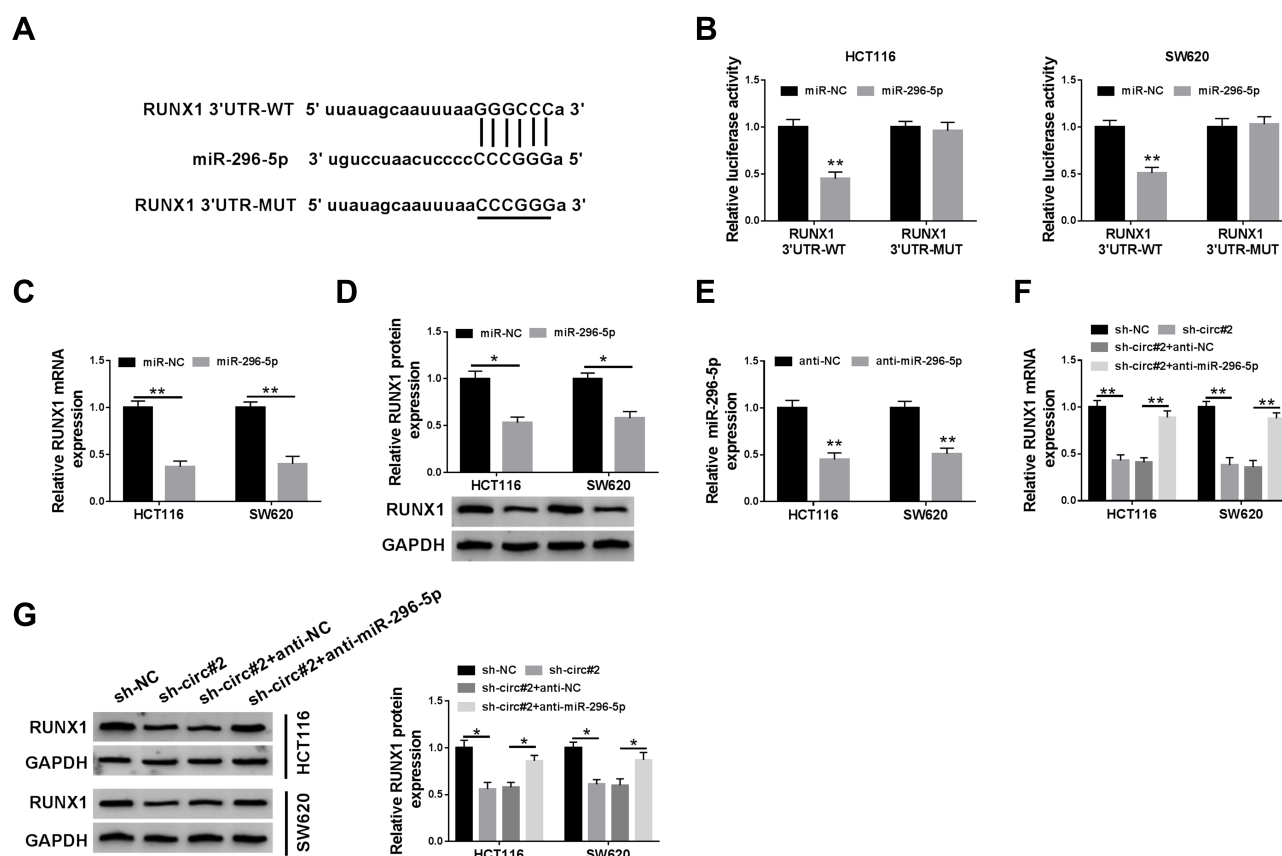 A
RUNX1 3'UTR-WT 5' uuauagcaauuuaaGGGCCCa 3'
miR-296-5p 3' uguccuaacuccccCCCGGGa 5'
RUNX1 3'UTR-MUT 5' uuauagcaauuuaaCCCGGGa 3'
B
HCT116
miR-NC miR-296-5p
Relative luciferase activity
1.5
1.0
0.5
0.0
**
RUNX1 3'UTR-WT
RUNX1 3'UTR-MUT
SW620
miR-NC miR-296-5p
Relative luciferase activity
1.5
1.0
0.5
0.0
**
RUNX1 3'UTR-WT
RUNX1 3'UTR-MUT
C
miR-NC miR-296-5p
Relative RUNX1 mRNA
expression
1.5
1.0
0.5
0.0
** **
HCT116 SW620
D
miR-NC miR-296-5p
Relative RUNX1 protein
expression
1.5
1.0
0.5
0.0
* *
HCT116 SW620
RUNX1
GAPDH
E
anti-NC anti-miR-296-5p
Relative miR-296-5p
expression
1.5
1.0
0.5
0.0
** **
HCT116 SW620
F
sh-NC sh-circ#2
sh-circ#2+anti-NC
sh-circ#2+anti-miR-296-5p
Relative RUNX1 mRNA
expression
1.5
1.0
0.5
0.0
** ** ** **
HCT116 SW620
G
sh-NC
sh-circ#2
sh-circ#2+anti-NC
sh-circ#2+anti-miR-296-5p
RUNX1
GAPDH
HCT116
RUNX1
GAPDH
SW620
sh-NC sh-circ#2
sh-circ#2+anti-NC
sh-circ#2+anti-miR-296-5p
Relative RUNX1 protein
expression
1.5
1.0
0.5
0.0
* * * *
HCT116 SW620